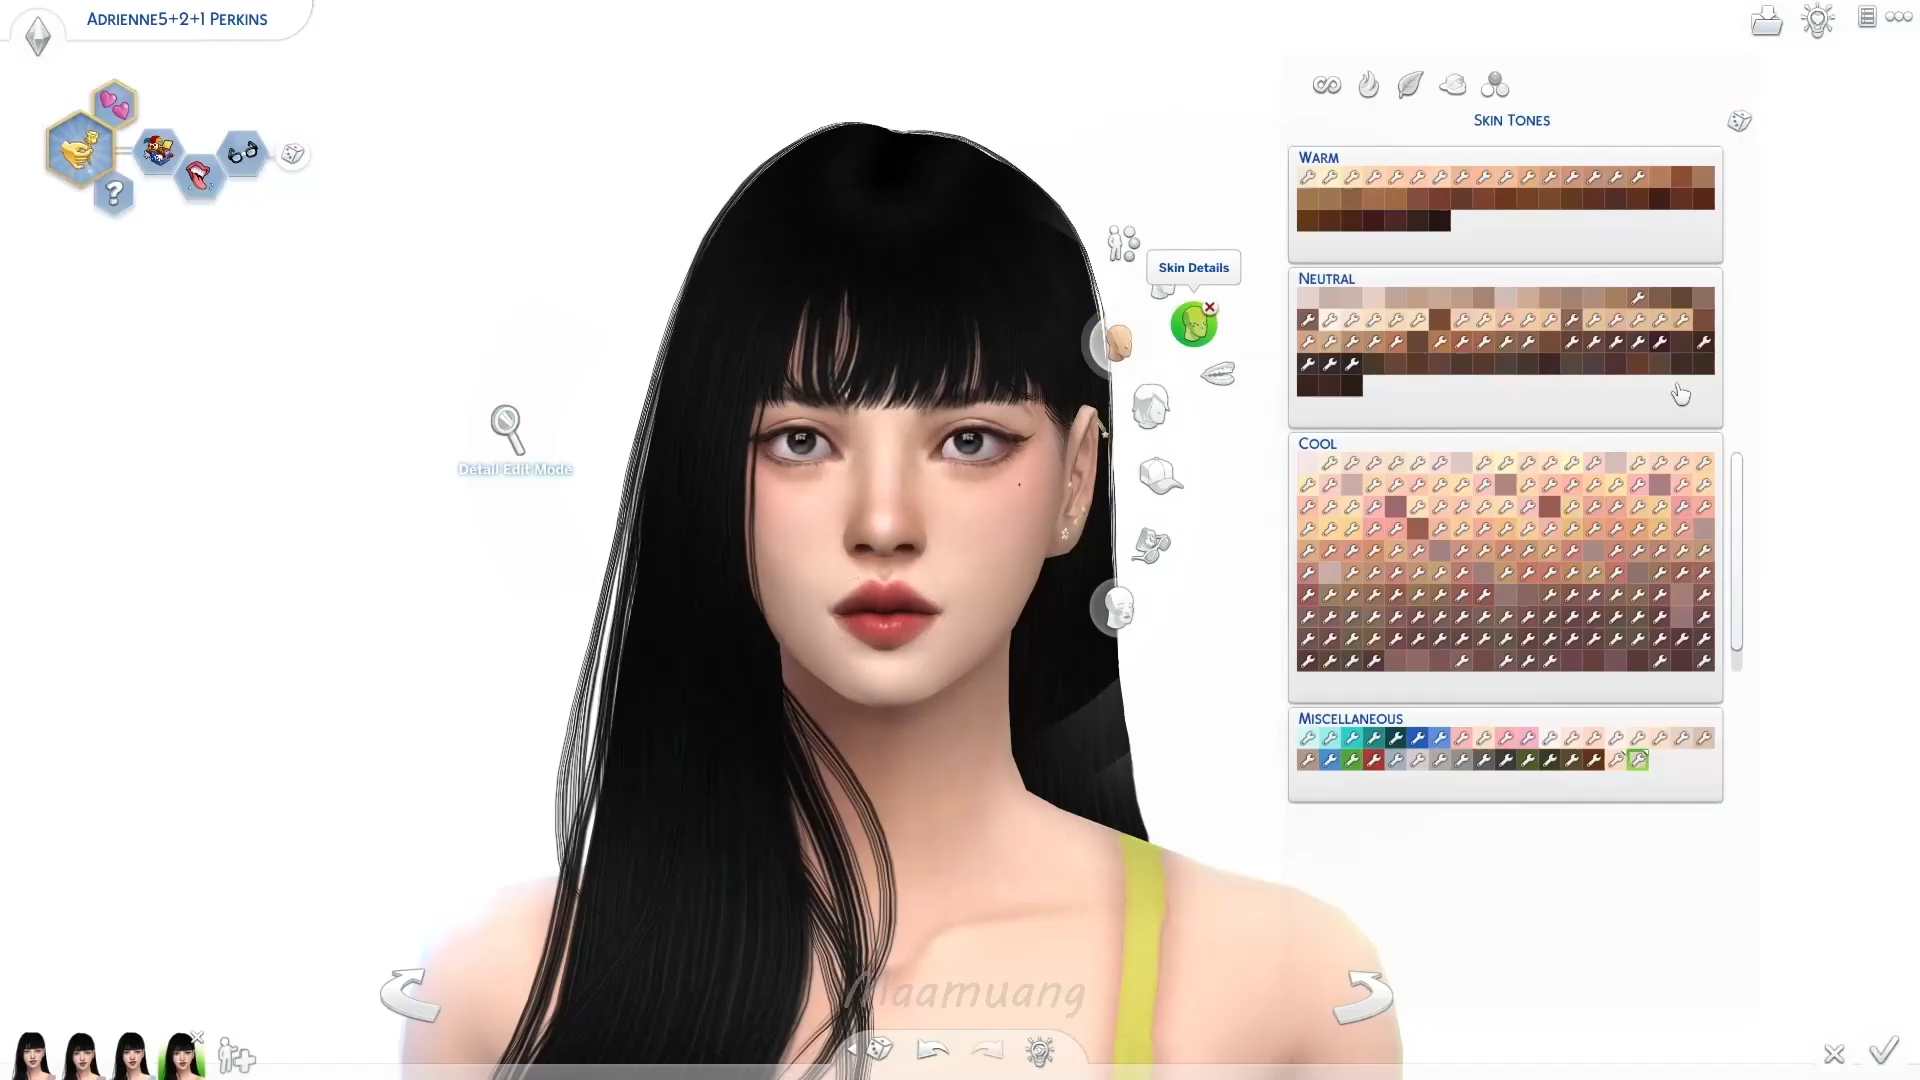 Adrienne5+2+1 Perkins
Skin Tones
Warm
Skin Details
Neutral
Cool
Detail Edit Mode
Miscellaneous
Maamuang